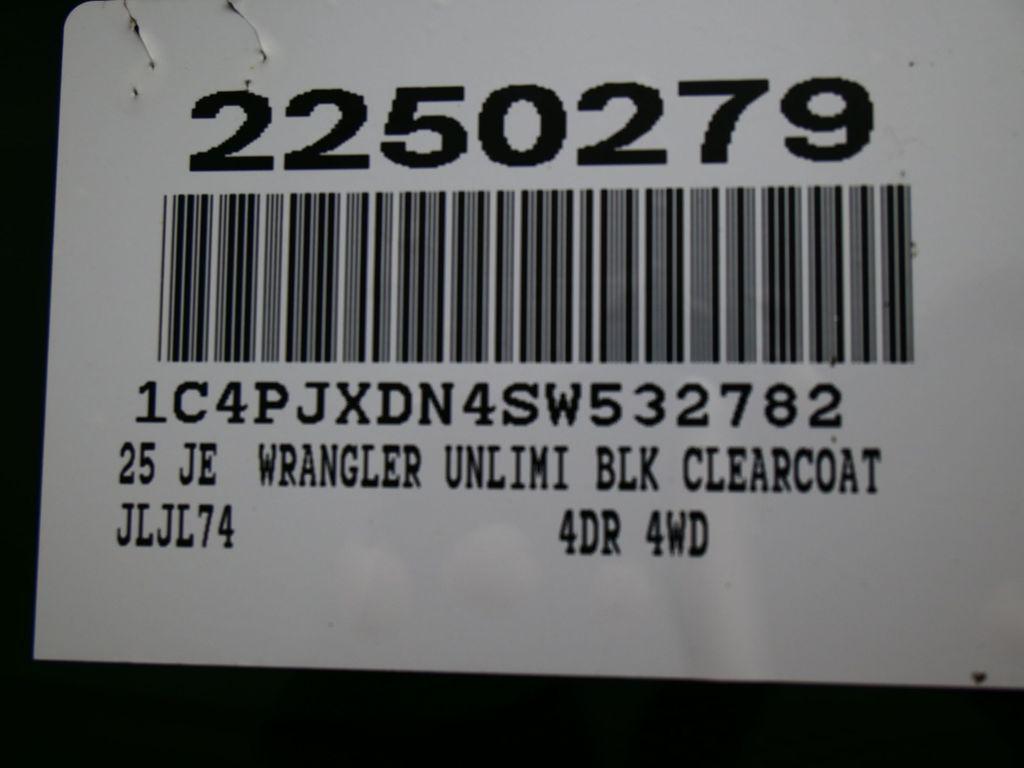 2250279
1C4PJXDN4SW532782
25 JE WRANGLER UNLIMI BLK CLEARCOAT
JLJL74 4DR 4WD